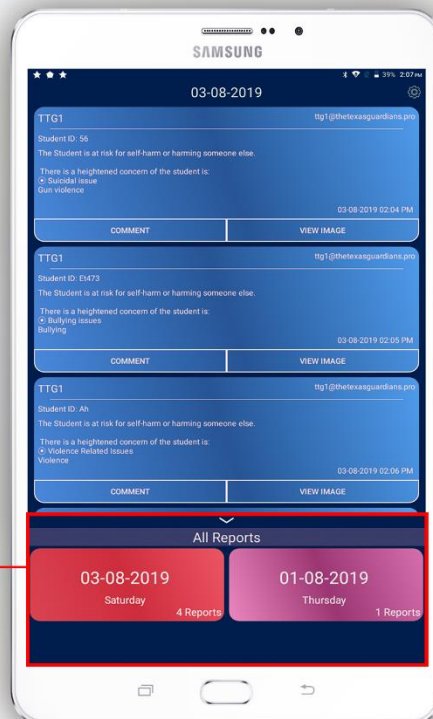 SAMSUNG
39% 2:07 PM
03-08-2019
TTG1 ttg1@thetexasguardians.pro
Student ID: 56
The Student is at risk for self-harm or harming someone else.
There is a heightened concern of the student is:
Suicidal issue
Gun violence
03-08-2019 02:04 PM
COMMENT VIEW IMAGE
TTG1 ttg1@thetexasguardians.pro
Student ID: Et473
The Student is at risk for self-harm or harming someone else.
There is a heightened concern of the student is:
Bullying issues
Bullying
03-08-2019 02:05 PM
COMMENT VIEW IMAGE
TTG1 ttg1@thetexasguardians.pro
Student ID: Ah
The Student is at risk for self-harm or harming someone else.
There is a heightened concern of the student is:
Violence Related Issues
Violence
03-08-2019 02:06 PM
COMMENT VIEW IMAGE
All Reports
03-08-2019
Saturday
4 Reports
01-08-2019
Thursday
1 Reports